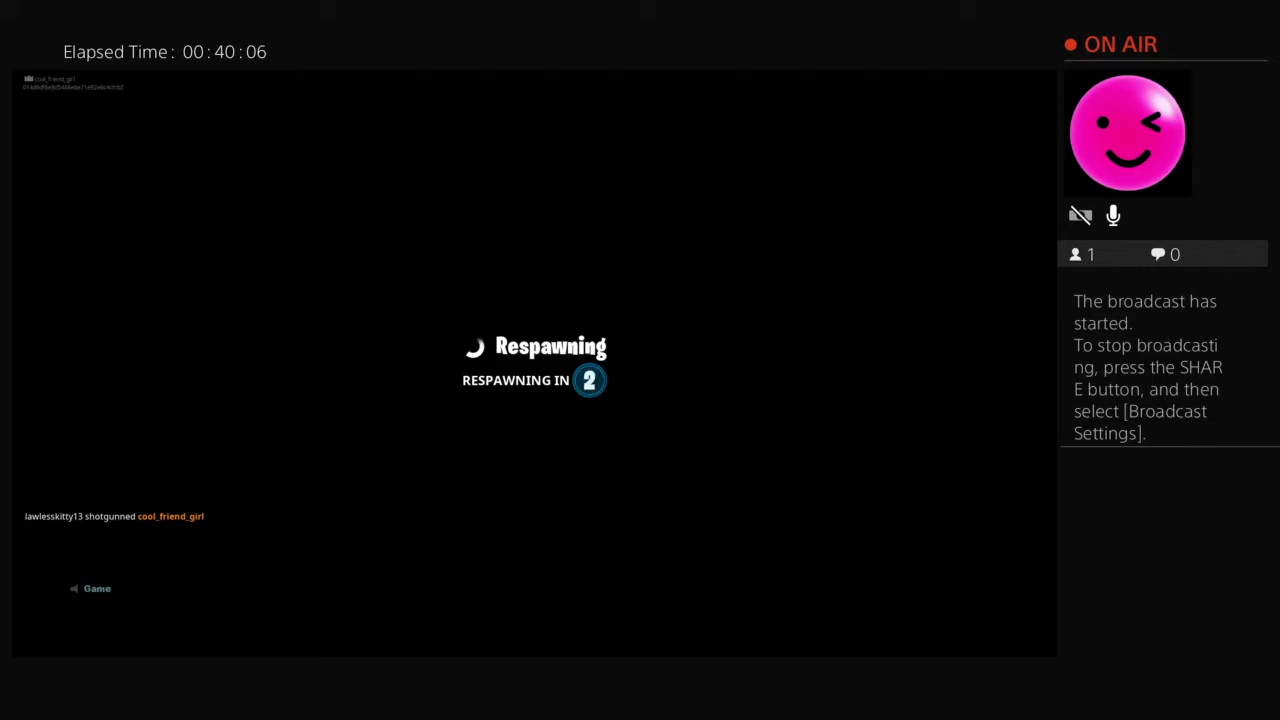 Elapsed Time: 00:40:06
ON AIR
cool_friend_girl
1
0
Respawning
RESPAWNING IN 2
The broadcast has
started.
To stop broadcasti
ng, press the SHAR
E button, and then
select [Broadcast
Settings].
lawlesskitty13 shotgunned cool_friend_girl
Game